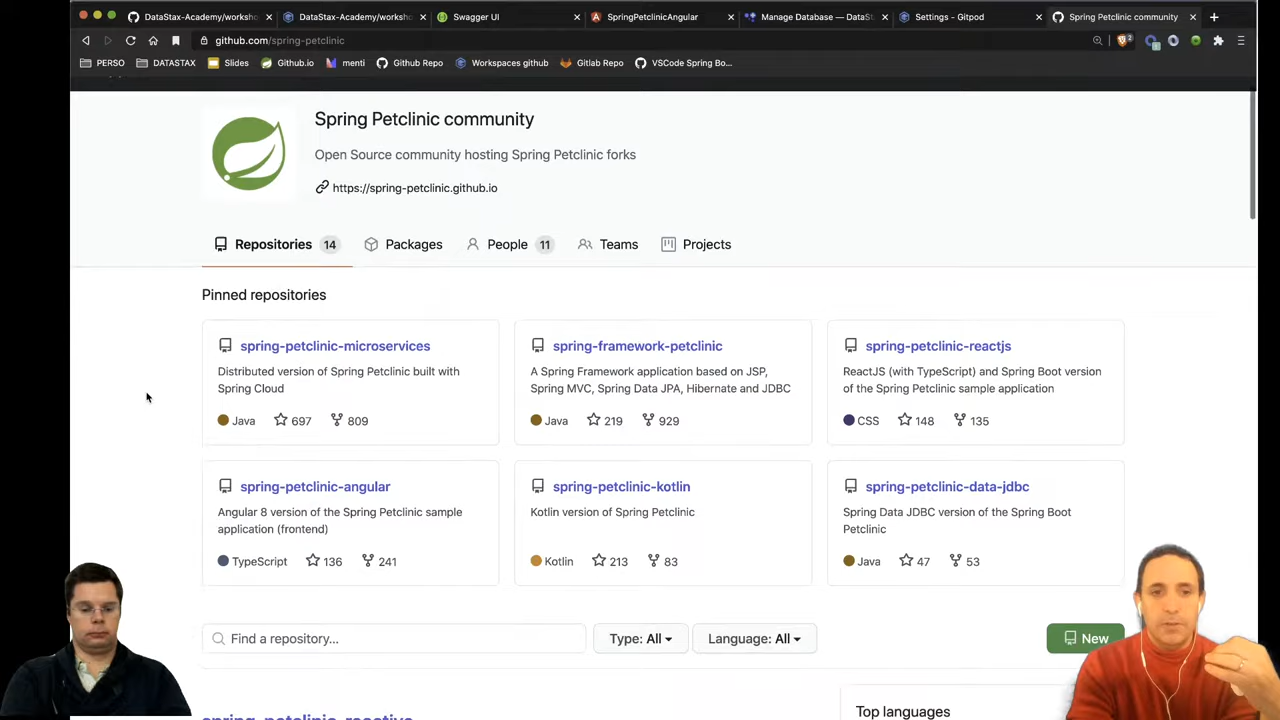 DataStax-Academy/worksho
DataStax-Academy/worksho
Swagger UI
SpringPetclinicAngular
Manage Database — DataSta
Settings - Gitpod
Spring Petclinic community
github.com/spring-petclinic
PERSO
DATASTAX
Slides
Github.io
menti
Github Repo
Workspaces github
Gitlab Repo
VSCode Spring Bo...
Spring Petclinic community
Open Source community hosting Spring Petclinic forks
https://spring-petclinic.github.io
Repositories 14
Packages
People 11
Teams
Projects
Pinned repositories
spring-petclinic-microservices
Distributed version of Spring Petclinic built with
Spring Cloud
Java 697 809
spring-framework-petclinic
A Spring Framework application based on JSP,
Spring MVC, Spring Data JPA, Hibernate and JDBC
Java 219 929
spring-petclinic-reactjs
ReactJS (with TypeScript) and Spring Boot version
of the Spring Petclinic sample application
CSS 148 135
spring-petclinic-angular
Angular 8 version of the Spring Petclinic sample
application (frontend)
TypeScript 136 241
spring-petclinic-kotlin
Kotlin version of Spring Petclinic
Kotlin 213 83
spring-petclinic-data-jdbc
Spring Data JDBC version of the Spring Boot
Petclinic
Java 47 53
Find a repository...
Type: All
Language: All
New
spring-petclinic-reactive
Top languages